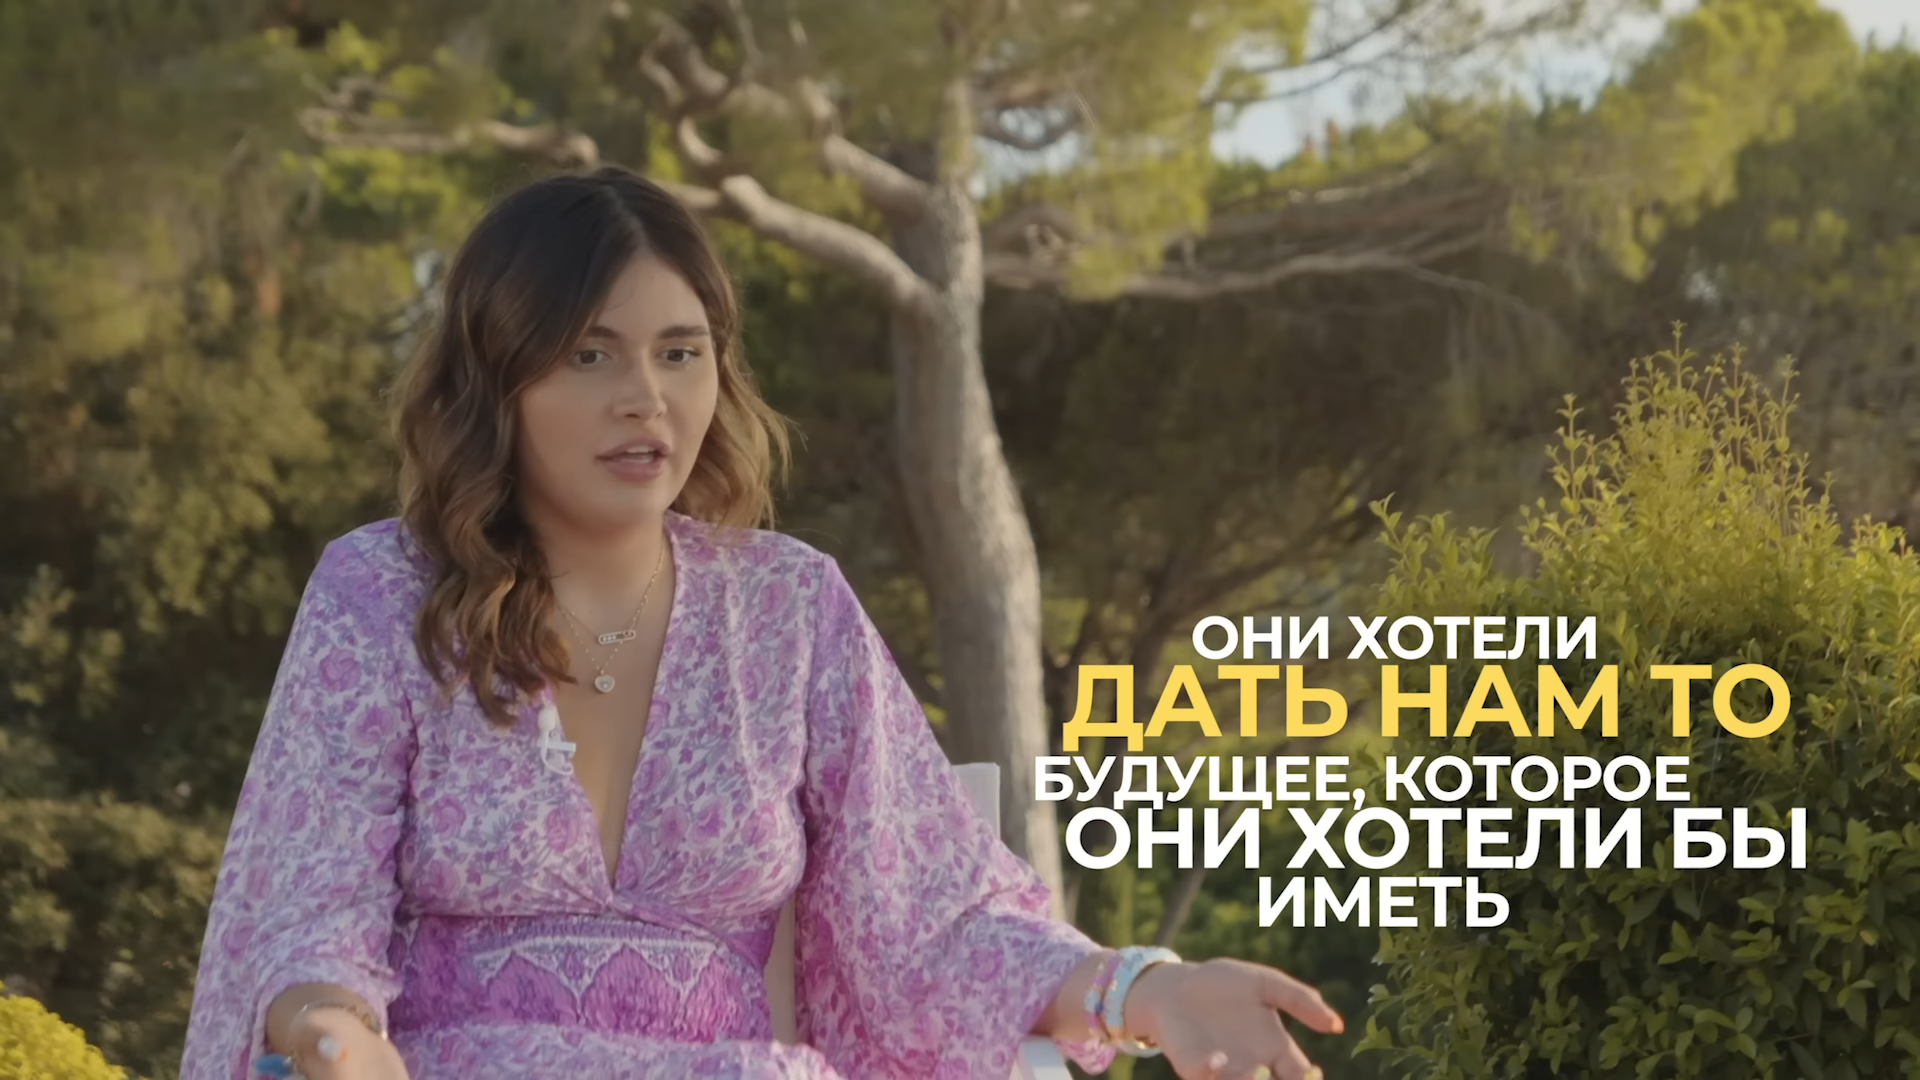 ОНИ ХОТЕЛИ
ДАТЬ НАМ ТО
БУДУЩЕЕ, КОТОРОЕ
ОНИ ХОТЕЛИ БЫ
ИМЕТЬ